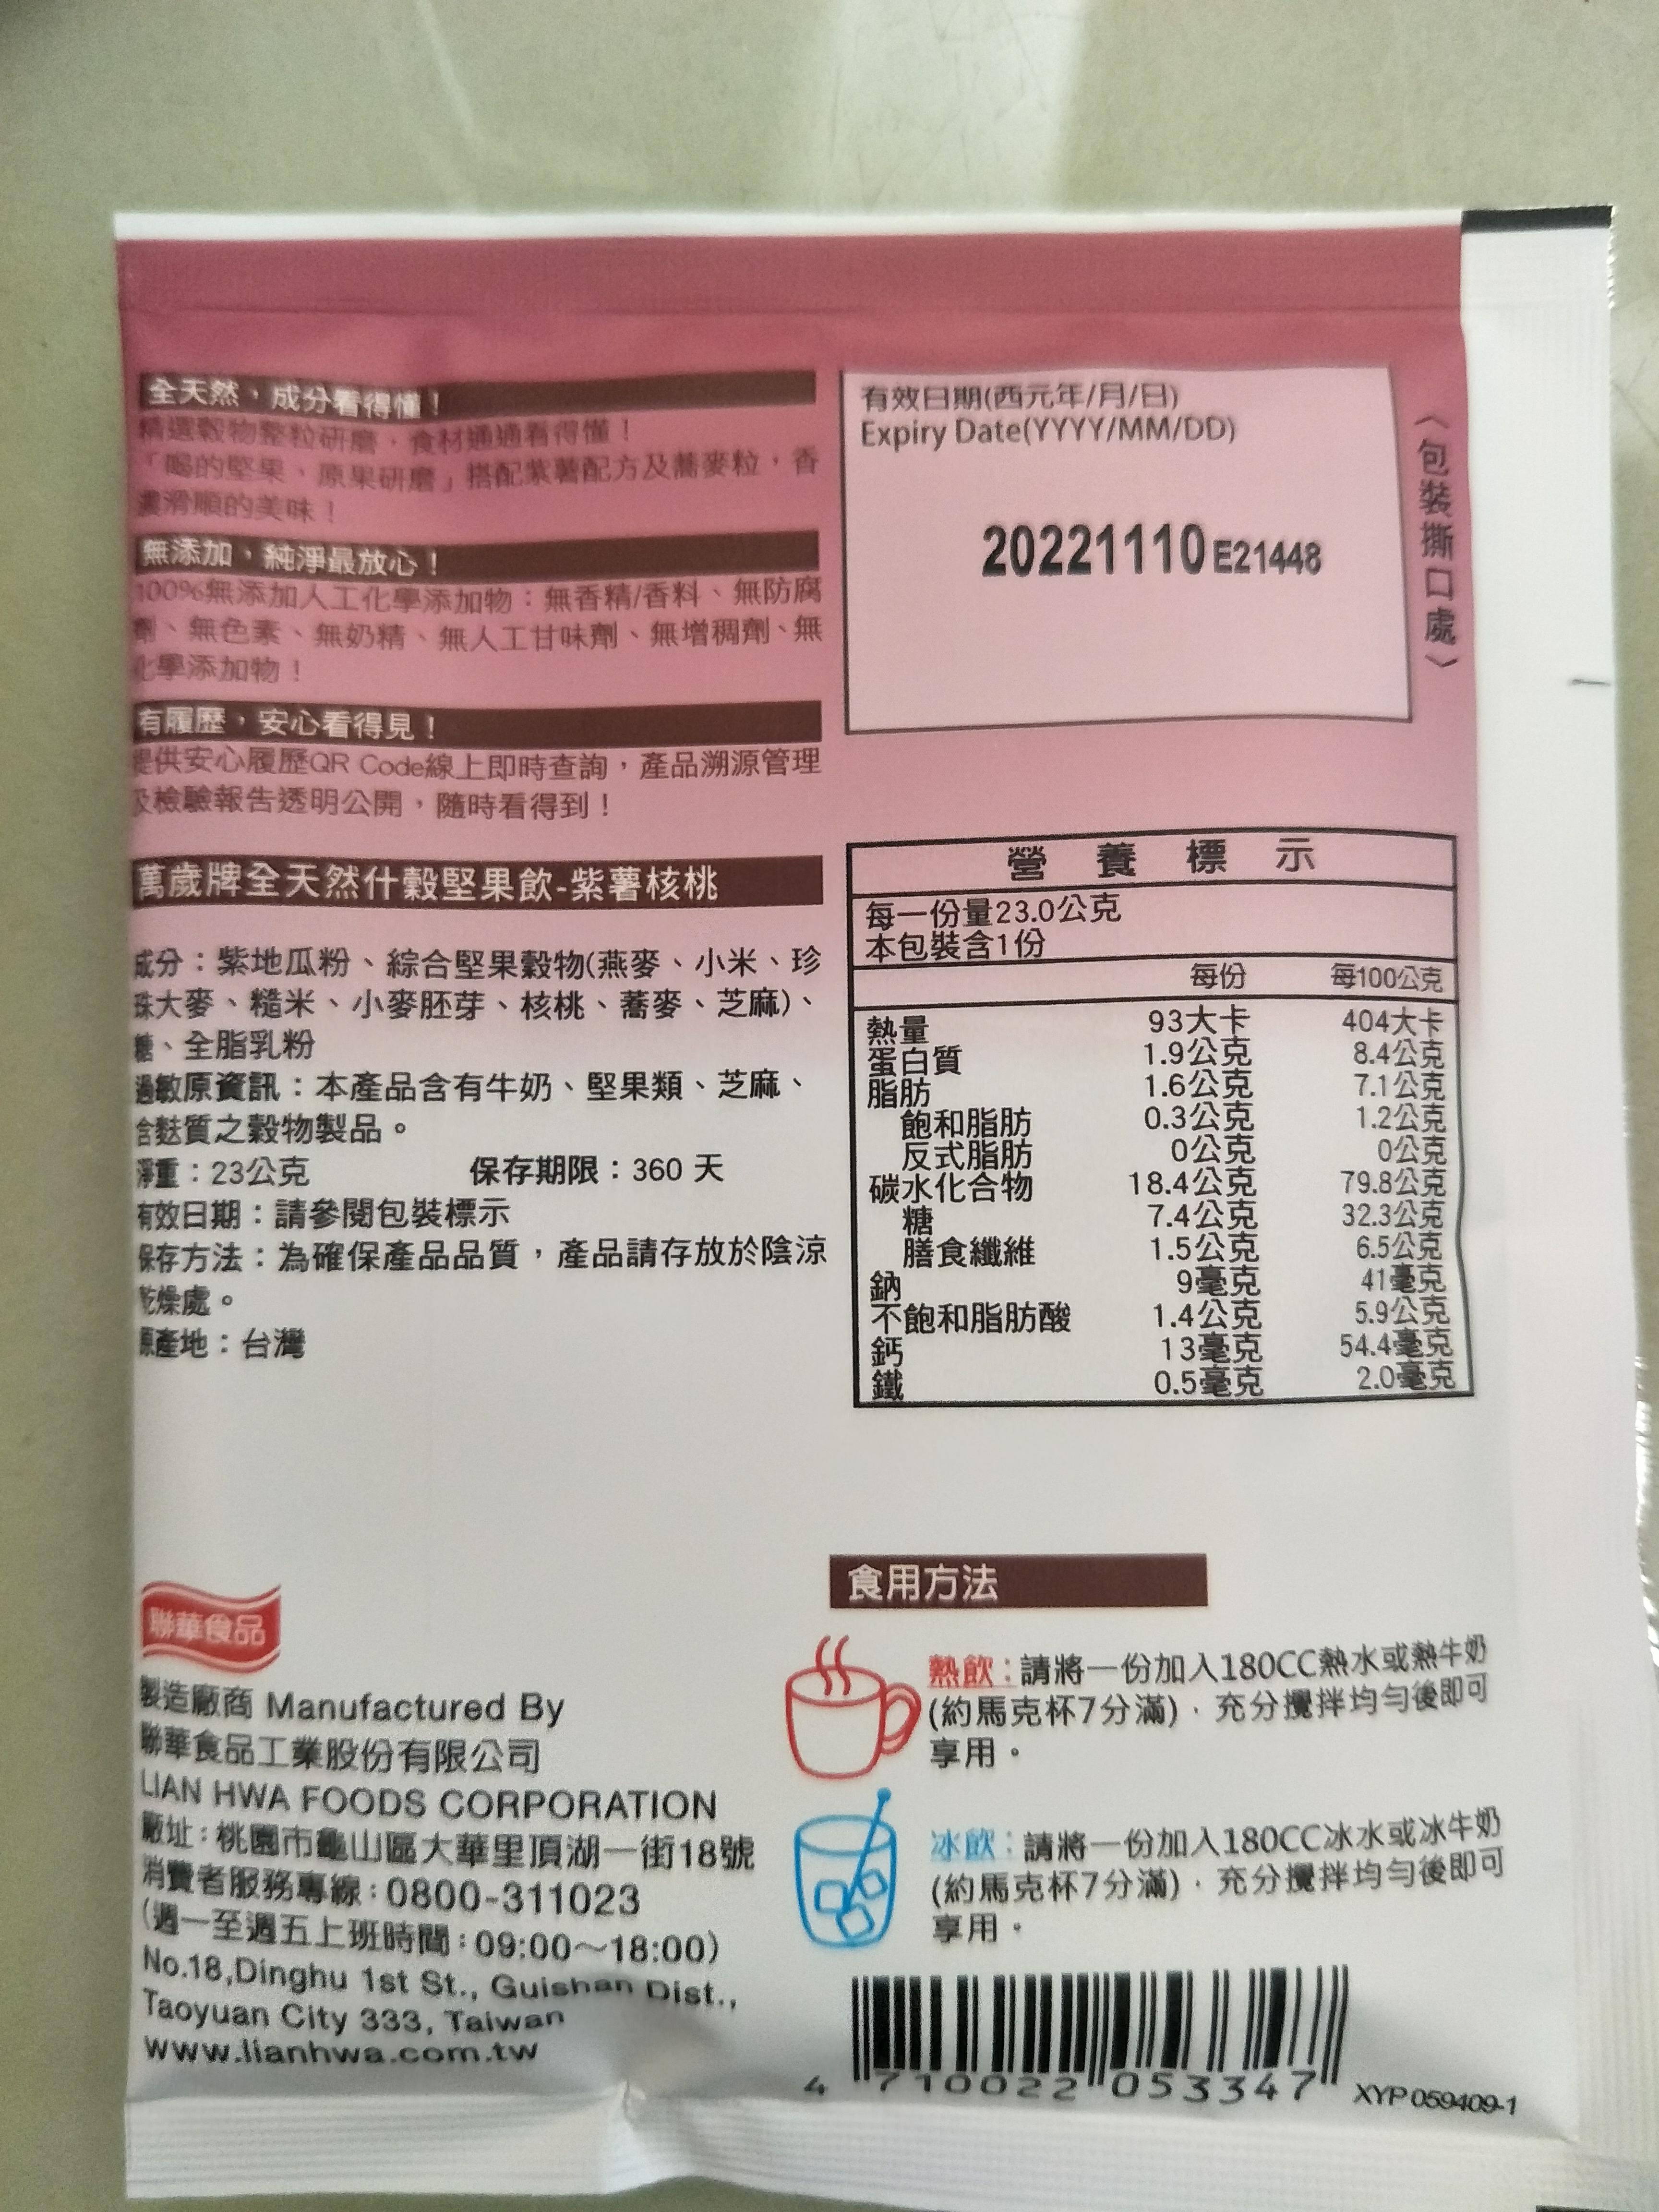 全天然，成分看得懂！
精選穀物整粒研磨，食材通通看得懂！
「喝的堅果、原果研磨」搭配紫薯配方及蕎麥粒，香
濃滑順的美味！
無添加，純淨最放心！
100%無添加人工化學添加物：無香精/香料、無防腐
劑、無色素、無奶精、無人工甘味劑、無增稠劑、無
化學添加物！
有履歷，安心看得見！
提供安心履歷QR Code線上即時查詢，產品溯源管理
及檢驗報告透明公開，隨時看得到！
萬歲牌全天然什穀堅果飲-紫薯核桃
成分：紫地瓜粉、綜合堅果穀物(燕麥、小米、珍
珠大麥、糙米、小麥胚芽、核桃、蕎麥、芝麻)、
糖、全脂乳粉
過敏原資訊：本產品含有牛奶、堅果類、芝麻、
含麩質之穀物製品。
淨重：23公克 保存期限：360 天
有效日期：請參閱包裝標示
保存方法：為確保產品品質，產品請存放於陰涼
乾燥處。
原產地：台灣
有效日期(西元年/月/日)
Expiry Date(YYYY/MM/DD)
20221110 E21448
〈包裝撕口處〉
營養標示
每一份量23.0公克
本包裝含1份
每份 每100公克
熱量 93大卡 404大卡
蛋白質 1.9公克 8.4公克
脂肪 1.6公克 7.1公克
飽和脂肪 0.3公克 1.2公克
反式脂肪 0公克 0公克
碳水化合物 18.4公克 79.8公克
糖 7.4公克 32.3公克
膳食纖維 1.5公克 6.5公克
鈉 9毫克 41毫克
不飽和脂肪酸 1.4公克 5.9公克
鈣 13毫克 54.4毫克
鐵 0.5毫克 2.0毫克
聯華食品
製造廠商 Manufactured By
聯華食品工業股份有限公司
LIAN HWA FOODS CORPORATION
廠址：桃園市龜山區大華里頂湖一街18號
消費者服務專線：0800-311023
(週一至週五上班時間：09:00～18:00)
No.18,Dinghu 1st St., Guishan Dist.,
Taoyuan City 333, Taiwan
www.lianhwa.com.tw
食用方法
熱飲：請將一份加入180CC熱水或熱牛奶
(約馬克杯7分滿)，充分攪拌均勻後即可
享用。
冰飲：請將一份加入180CC冰水或冰牛奶
(約馬克杯7分滿)，充分攪拌均勻後即可
享用。
4 710022 053347
XYP059409-1